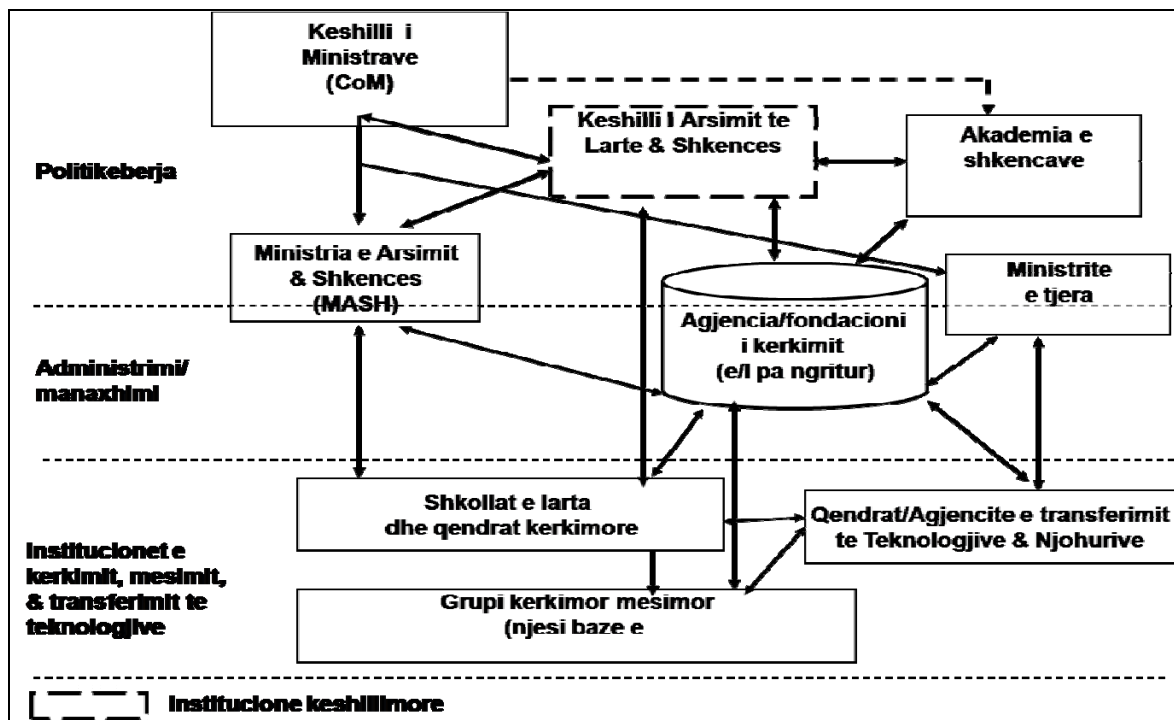 Keshilli i
Ministrave
(CoM)
Keshilli I Arsimit te
Larte & Shkences
Akademia e
shkencave
Politikeberja
Ministria e Arsimit
& Shkences
(MASH)
Ministrite
e tjera
Agjencia/fondacioni
i kerkimit
(e/I pa ngritur)
Administrimi/
manaxhimi
Shkollat e larta
dhe qendrat kerkimore
Qendrat/Agjencite e transferimit
te Teknologjive & Njohurive
Institucionet e
kerkimit, mesimit,
& transferimit te
teknologjive
Grupi kerkimor mesimor
(njesi baze e
Institucione keshillimore